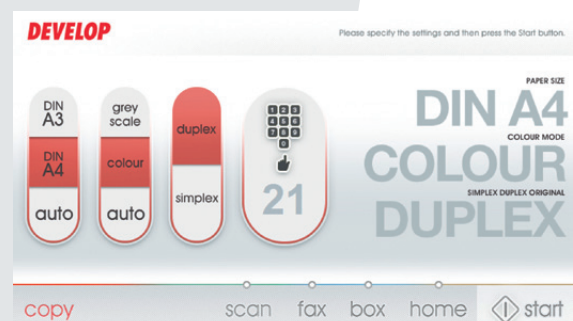 DEVELOP
Please specify the settings and then press the Start button.
DIN
A3
DIN
A4
auto
grey
scale
colour
auto
duplex
simplex
1 2 3
4 5 6
7 8 9
0
21
PAPER SIZE
DIN A4
COLOUR MODE
COLOUR
SIMPLEX DUPLEX ORIGINAL
DUPLEX
copy
scan
fax
box
home
start